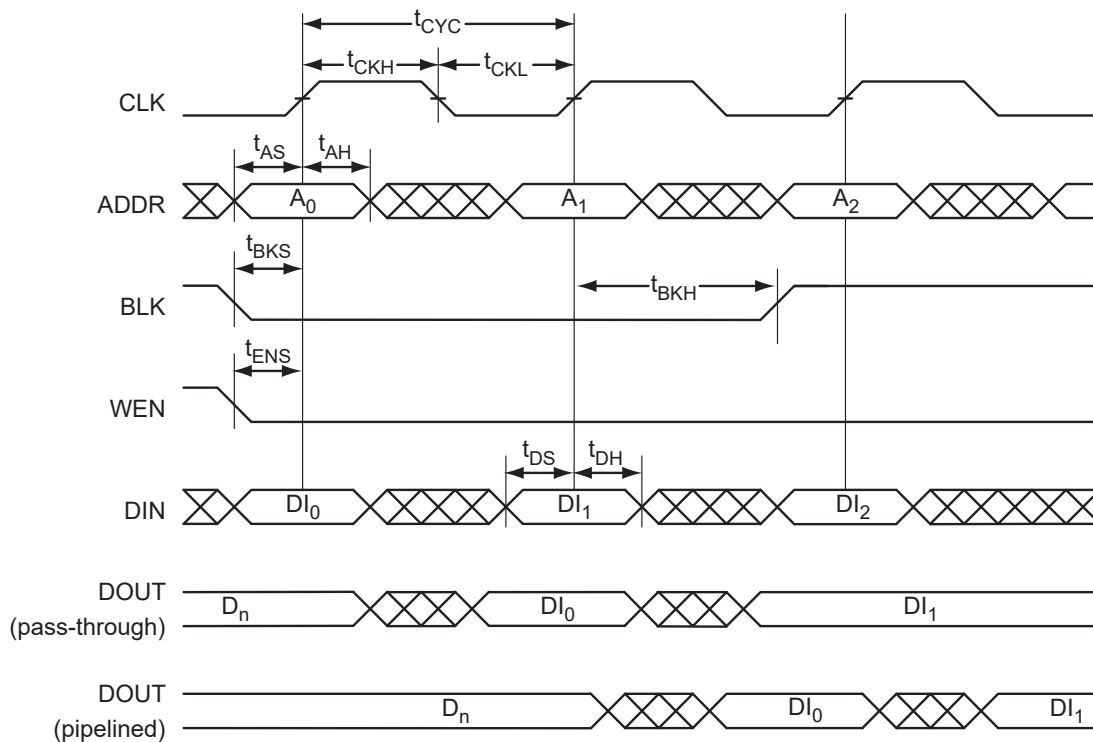 tCYC
tCKH tCKL
CLK
tAS tAH
ADDR A0 A1 A2
tBKS
BLK tBKH
tENS
WEN
tDS tDH
DIN DI0 DI1 DI2
DOUT
(pass-through) Dn DI0 DI1
DOUT
(pipelined) Dn DI0 DI1